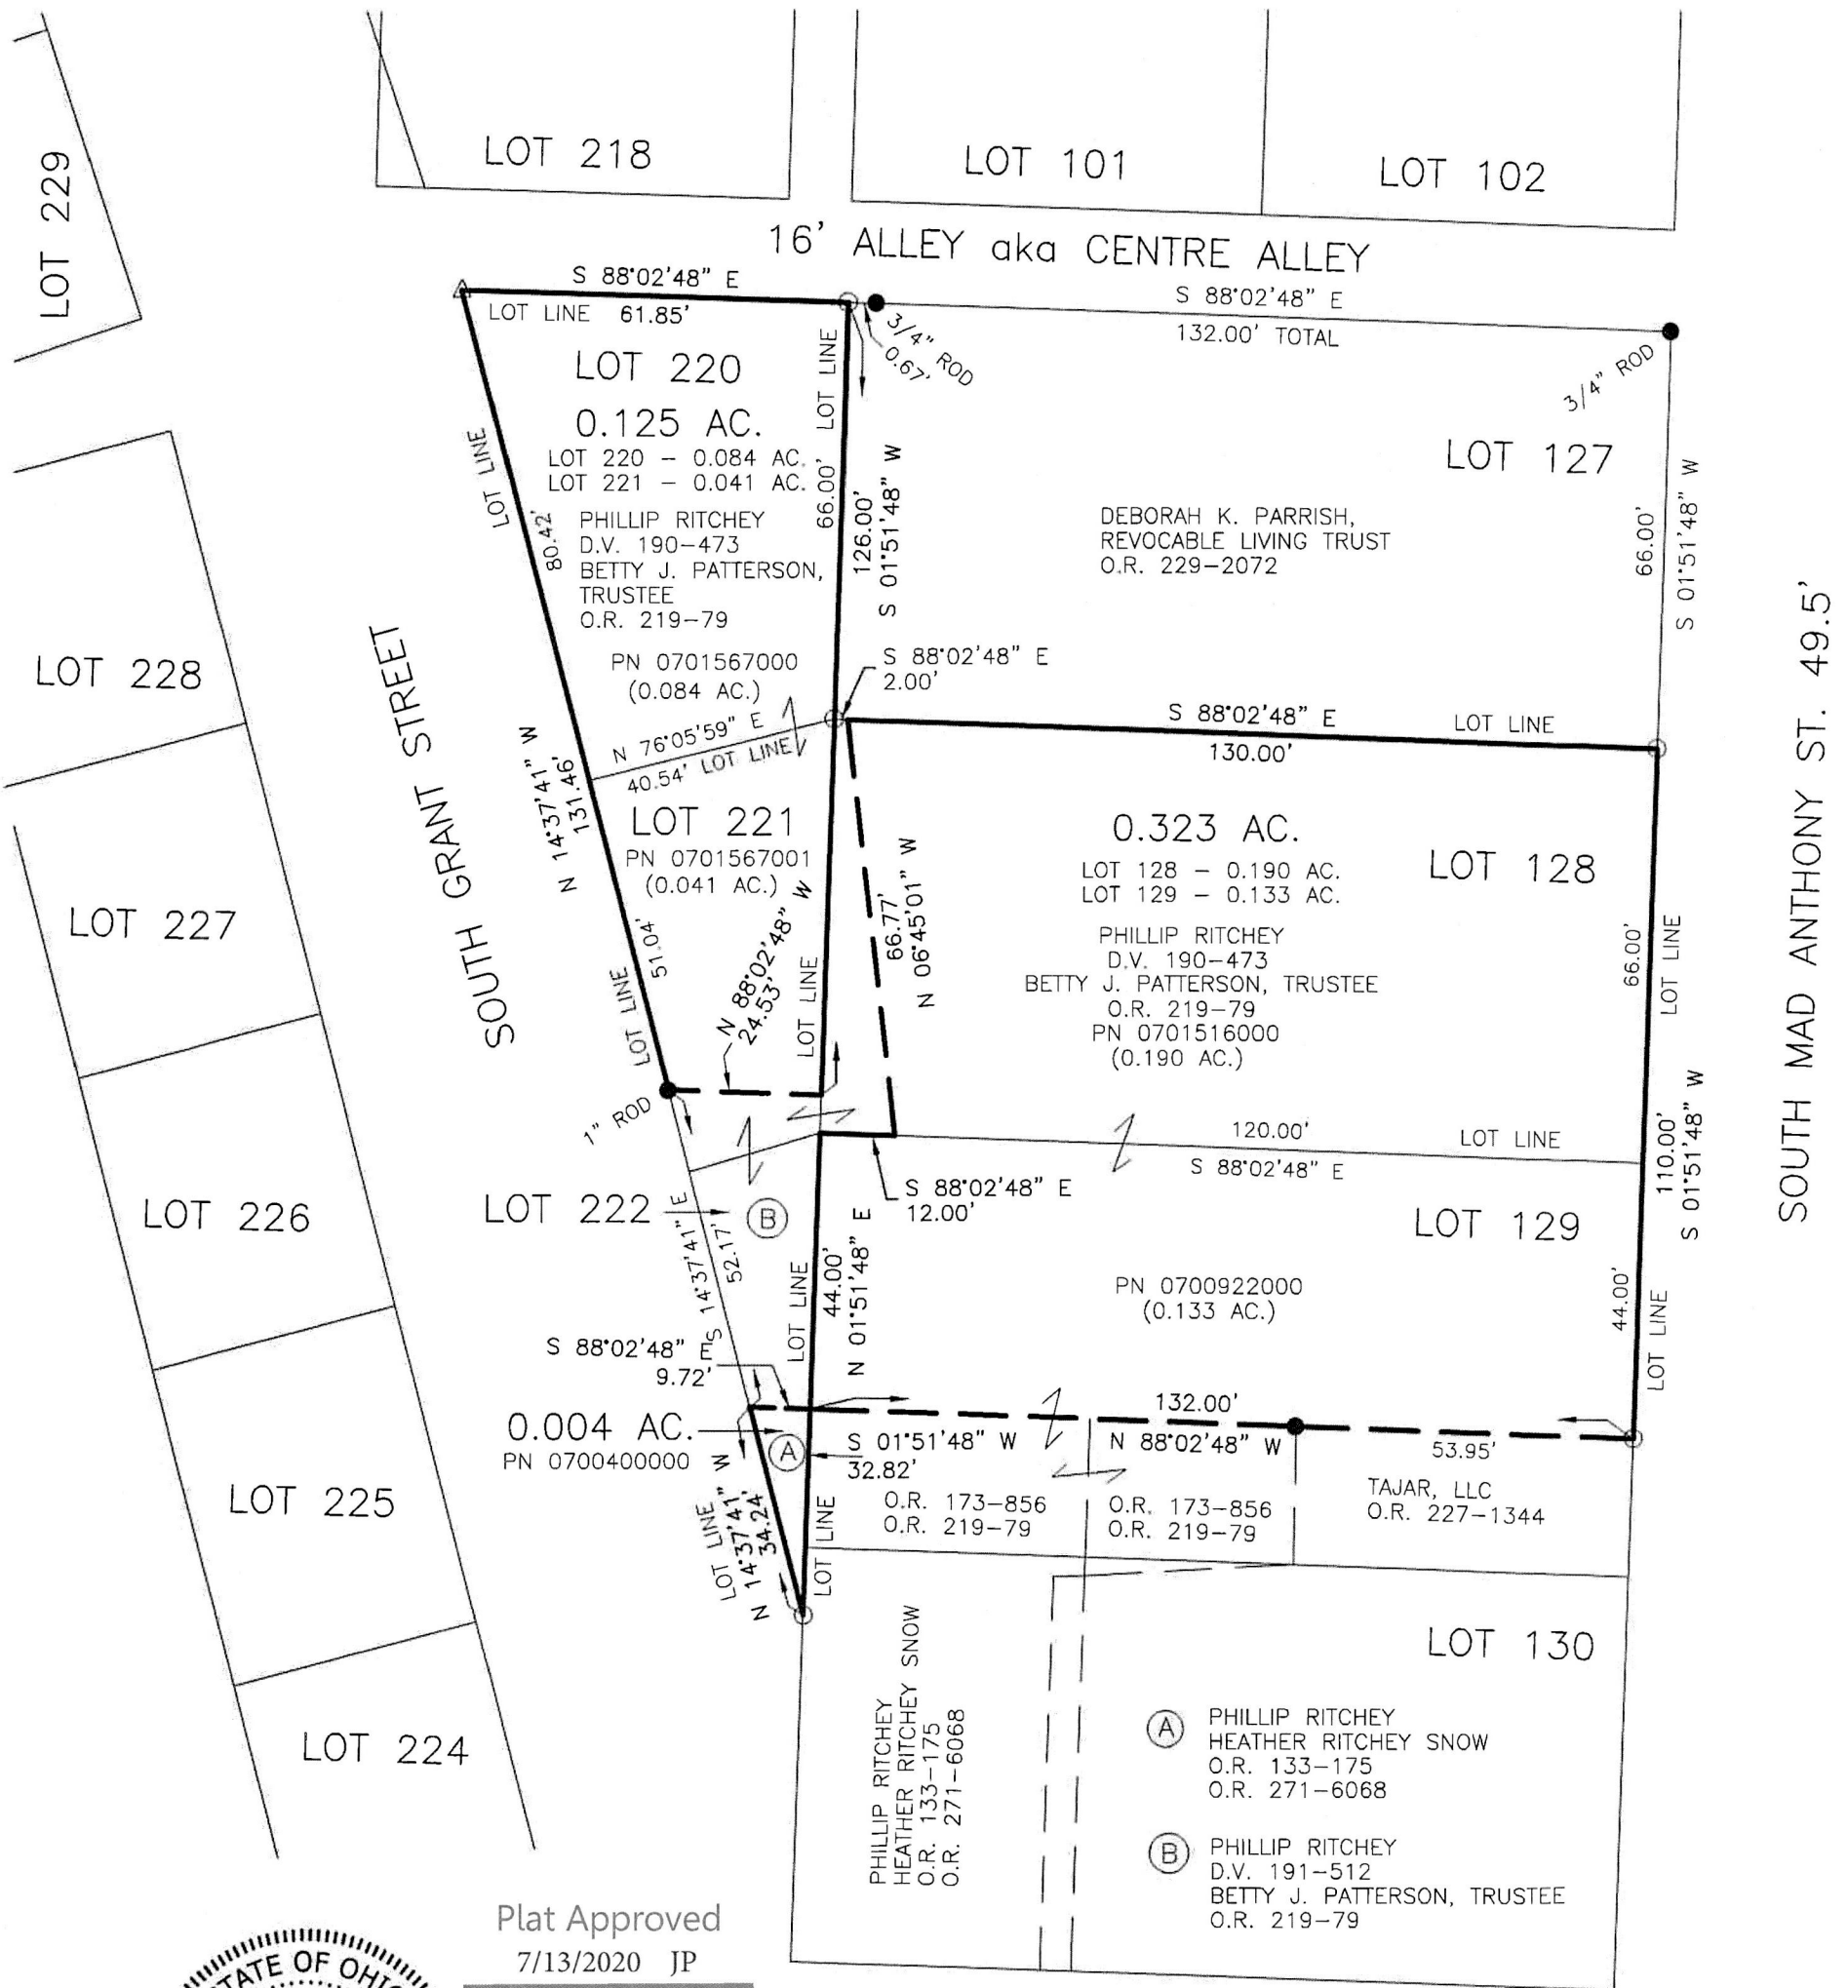 LOT 229
LOT 218
LOT 101
LOT 102
16' ALLEY aka CENTRE ALLEY
S 88°02'48" E
LOT LINE 61.85'
S 88°02'48" E
132.00' TOTAL
3/4" ROD
0.67'
3/4" ROD
LOT 220
0.125 AC.
LOT 220 – 0.084 AC.
LOT 221 – 0.041 AC.
PHILLIP RITCHEY
D.V. 190–473
BETTY J. PATTERSON,
TRUSTEE
O.R. 219–79
PN 0701567000
(0.084 AC.)
LOT LINE
80.42'
66.00' LOT LINE
126.00'
S 01°51'48" W
LOT 127
DEBORAH K. PARRISH,
REVOCABLE LIVING TRUST
O.R. 229–2072
66.00'
S 01°51'48" W
SOUTH MAD ANTHONY ST. 49.5'
S 88°02'48" E
2.00'
LOT 228
SOUTH GRANT STREET
N 14°37'41" W
131.46'
N 76°05'59" E
40.54' LOT LINE
S 88°02'48" E
LOT LINE
130.00'
LOT 221
PN 0701567001
(0.041 AC.)
51.04'
LOT LINE
N 88°02'48" W
24.53'
LOT LINE
66.77'
N 06°45'01" W
0.323 AC.
LOT 128 – 0.190 AC.
LOT 129 – 0.133 AC.
LOT 128
PHILLIP RITCHEY
D.V. 190–473
BETTY J. PATTERSON, TRUSTEE
O.R. 219–79
PN 0701516000
(0.190 AC.)
66.00'
LOT LINE
110.00'
S 01°51'48" W
LOT 227
1" ROD
120.00'
LOT LINE
S 88°02'48" E
S 88°02'48" E
12.00'
LOT 226
LOT 222
B
S 14°37'41" E
52.17'
LOT LINE
44.00'
N 01°51'48" E
LOT 129
PN 0700922000
(0.133 AC.)
44.00'
LOT LINE
S 88°02'48" E
9.72'
132.00'
0.004 AC.
PN 0700400000
A
S 01°51'48" W
32.82'
N 88°02'48" W
53.95'
LOT LINE
N 14°37'41" W
34.24'
LOT LINE
O.R. 173–856
O.R. 219–79
O.R. 173–856
O.R. 219–79
TAJAR, LLC
O.R. 227–1344
LOT 225
LOT 224
PHILLIP RITCHEY
HEATHER RITCHEY SNOW
O.R. 133–175
O.R. 271–6068
LOT 130
A
PHILLIP RITCHEY
HEATHER RITCHEY SNOW
O.R. 133–175
O.R. 271–6068
B
PHILLIP RITCHEY
D.V. 191–512
BETTY J. PATTERSON, TRUSTEE
O.R. 219–79
Plat Approved
7/13/2020 JP
STATE OF OHIO